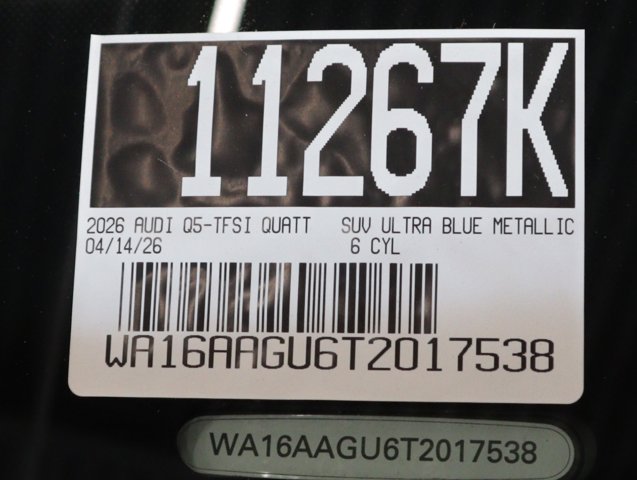 11267K
2026 AUDI Q5-TFSI QUATT SUV ULTRA BLUE METALLIC
04/14/26 6 CYL
WA16AAGU6T2017538
WA16AAGU6T2017538